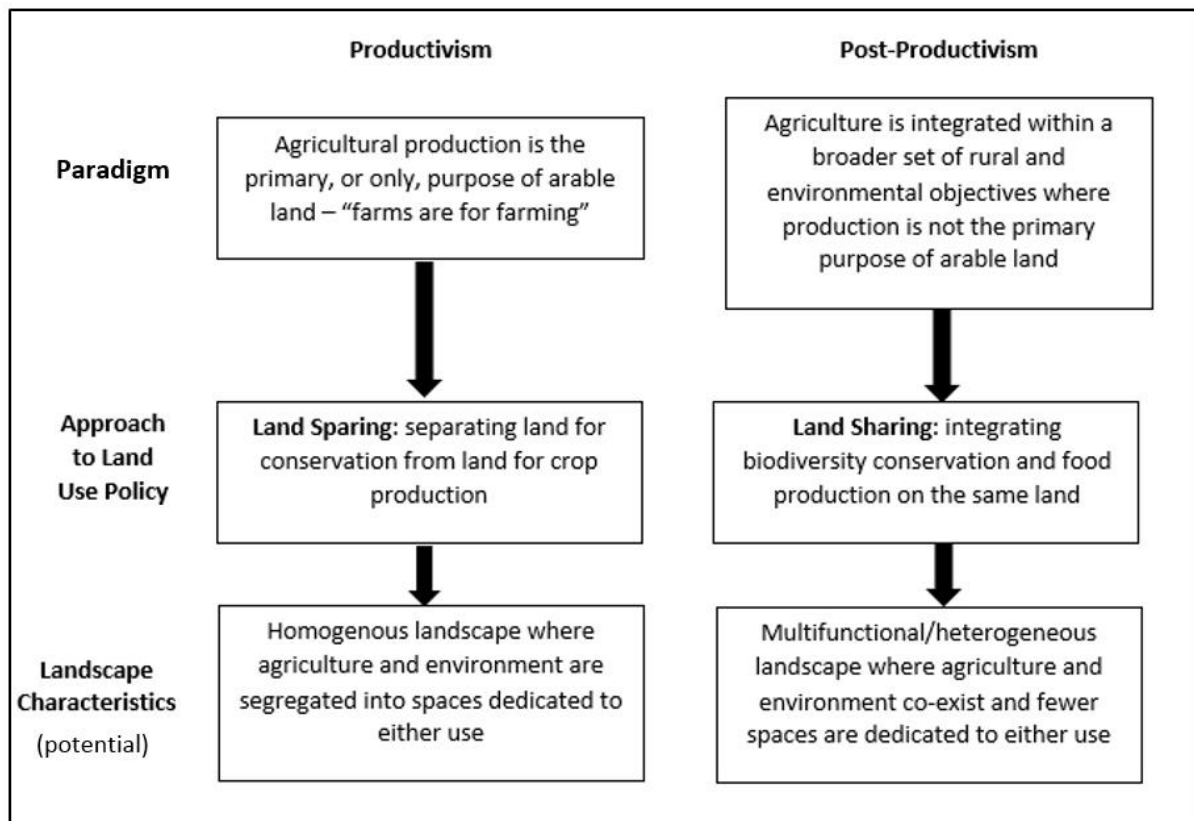 Productivism
Post-Productivism
Paradigm
Agricultural production is the
primary, or only, purpose of arable
land – “farms are for farming”
Agriculture is integrated within a
broader set of rural and
environmental objectives where
production is not the primary
purpose of arable land
Approach
to Land
Use Policy
Land Sparing: separating land for
conservation from land for crop
production
Land Sharing: integrating
biodiversity conservation and food
production on the same land
Landscape
Characteristics
(potential)
Homogenous landscape where
agriculture and environment are
segregated into spaces dedicated to
either use
Multifunctional/heterogeneous
landscape where agriculture and
environment co-exist and fewer
spaces are dedicated to either use